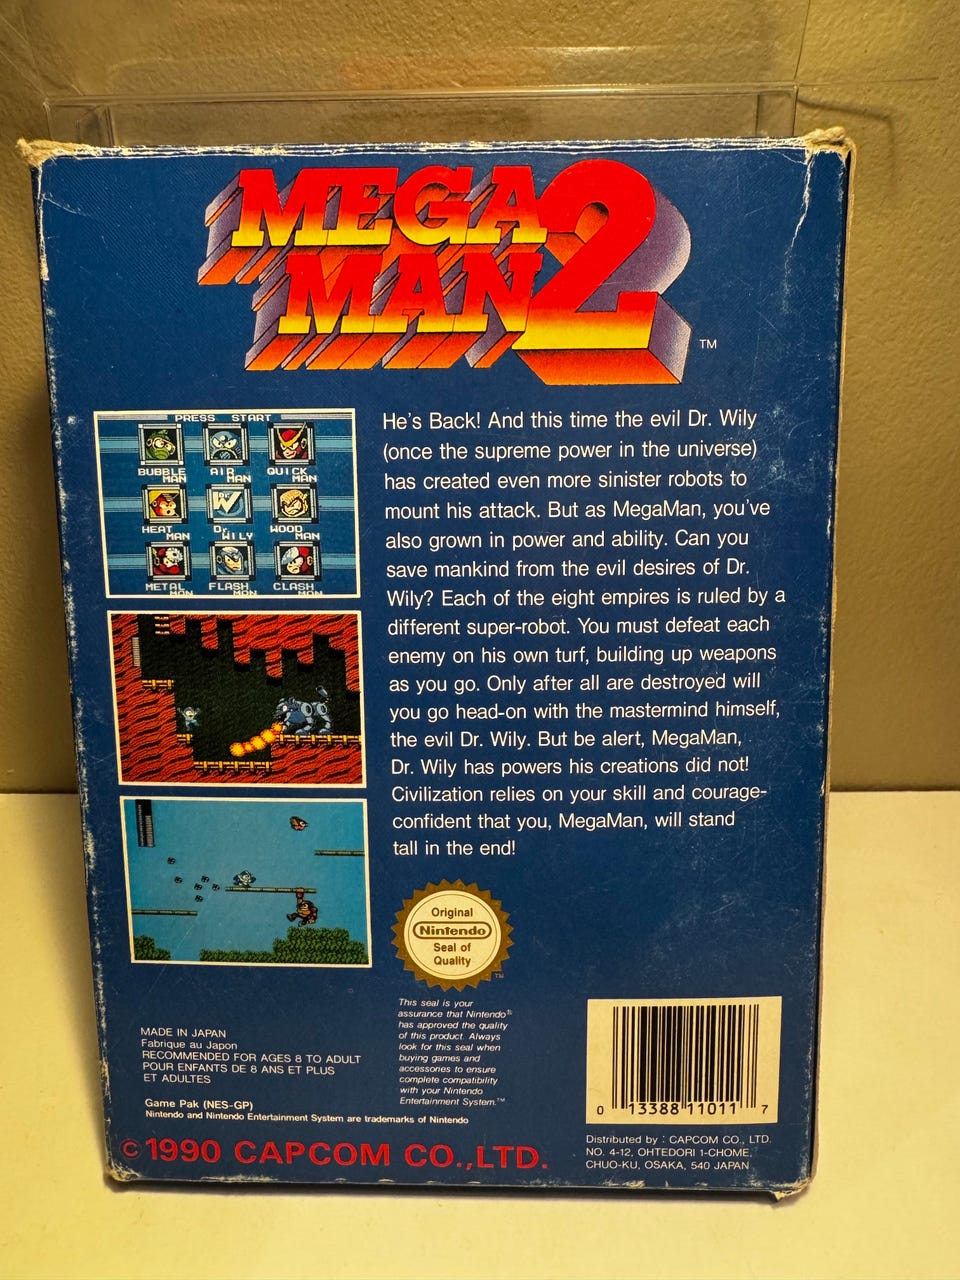 MEGA
MAN 2
TM
PRESS START
BUBBLE MAN
AIR MAN
QUICK MAN
HEAT MAN
Dr. WILY
WOOD MAN
METAL MAN
FLASH MAN
CLASH MAN
He's Back! And this time the evil Dr. Wily
(once the supreme power in the universe)
has created even more sinister robots to
mount his attack. But as MegaMan, you've
also grown in power and ability. Can you
save mankind from the evil desires of Dr.
Wily? Each of the eight empires is ruled by a
different super-robot. You must defeat each
enemy on his own turf, building up weapons
as you go. Only after all are destroyed will
you go head-on with the mastermind himself,
the evil Dr. Wily. But be alert, MegaMan,
Dr. Wily has powers his creations did not!
Civilization relies on your skill and courage-
confident that you, MegaMan, will stand
tall in the end!
Original
Nintendo
Seal of
Quality
TM
This seal is your
assurance that Nintendo®
has approved the quality
of this product. Always
look for this seal when
buying games and
accessories to ensure
complete compatibility
with your Nintendo
Entertainment System.™
MADE IN JAPAN
Fabrique au Japon
RECOMMENDED FOR AGES 8 TO ADULT
POUR ENFANTS DE 8 ANS ET PLUS
ET ADULTES
Game Pak (NES-GP)
Nintendo and Nintendo Entertainment System are trademarks of Nintendo
© 1990 CAPCOM CO.,LTD.
0 13388 11011 7
Distributed by : CAPCOM CO., LTD.
NO. 4-12, OHTEDORI 1-CHOME,
CHUO-KU, OSAKA, 540 JAPAN